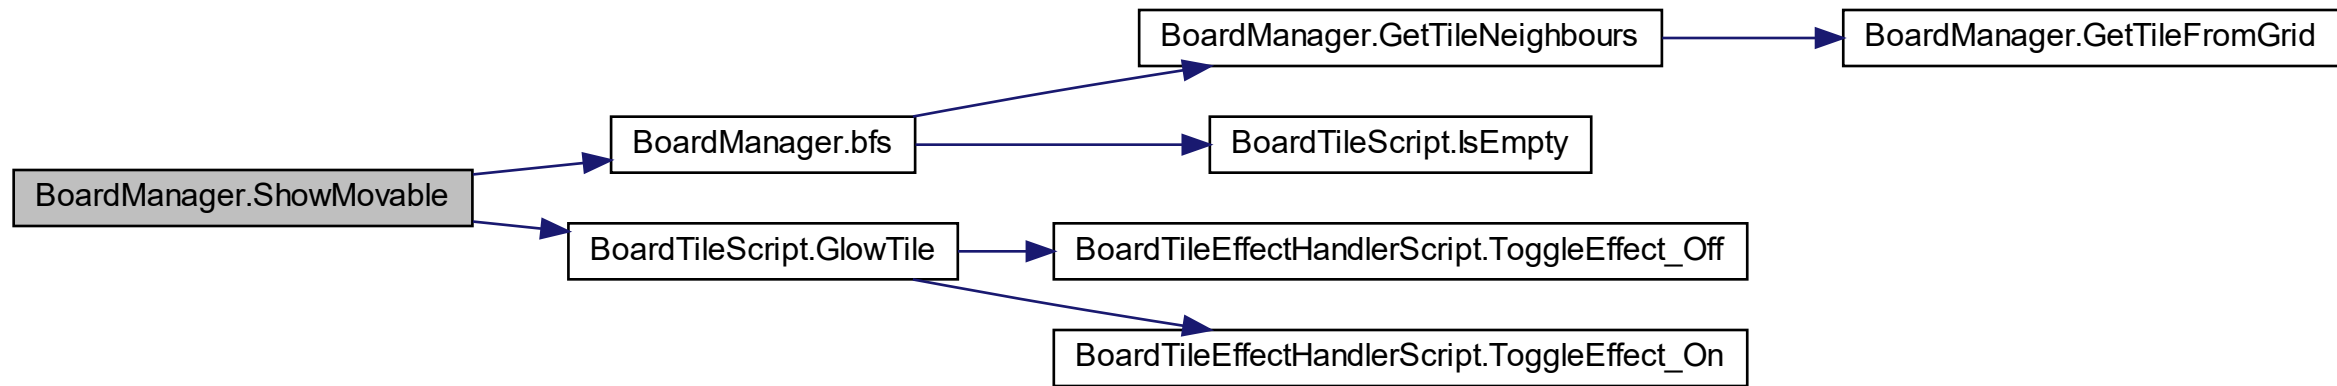 BoardManager.GetTileNeighbours
BoardManager.GetTileFromGrid
BoardManager.bfs
BoardTileScript.IsEmpty
BoardManager.ShowMovable
BoardTileScript.GlowTile
BoardTileEffectHandlerScript.ToggleEffect_Off
BoardTileEffectHandlerScript.ToggleEffect_On